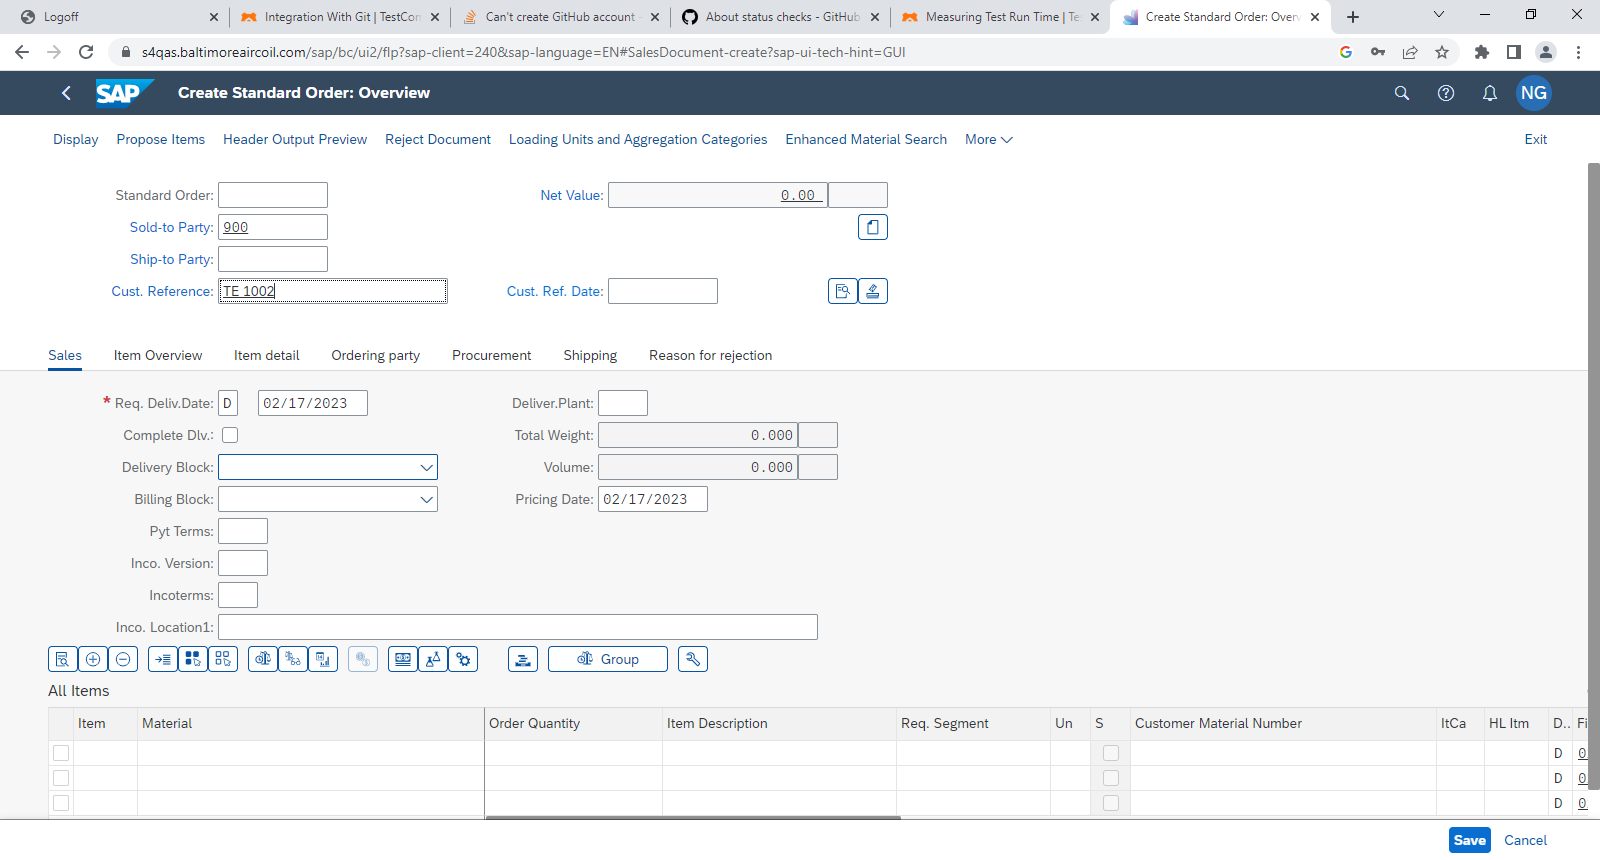 Logoff
Integration With Git | TestCom
Can't create GitHub account -
About status checks - GitHub
Measuring Test Run Time | Te
Create Standard Order: Overv
s4qas.baltimoreaircoil.com/sap/bc/ui2/flp?sap-client=240&sap-language=EN#SalesDocument-create?sap-ui-tech-hint=GUI
SAP Create Standard Order: Overview NG
Display Propose Items Header Output Preview Reject Document Loading Units and Aggregation Categories Enhanced Material Search More Exit
Standard Order: Net Value: 0.00
Sold-to Party: 900
Ship-to Party:
Cust. Reference: TE 1002 Cust. Ref. Date:
Sales Item Overview Item detail Ordering party Procurement Shipping Reason for rejection
* Req. Deliv.Date: D 02/17/2023 Deliver.Plant:
Complete Dlv.: Total Weight: 0.000
Delivery Block: Volume: 0.000
Billing Block: Pricing Date: 02/17/2023
Pyt Terms:
Inco. Version:
Incoterms:
Inco. Location1:
Group
All Items
Item Material Order Quantity Item Description Req. Segment Un S Customer Material Number ItCa HL Itm D.. Fi
D 0
D 0
D 0
Save Cancel